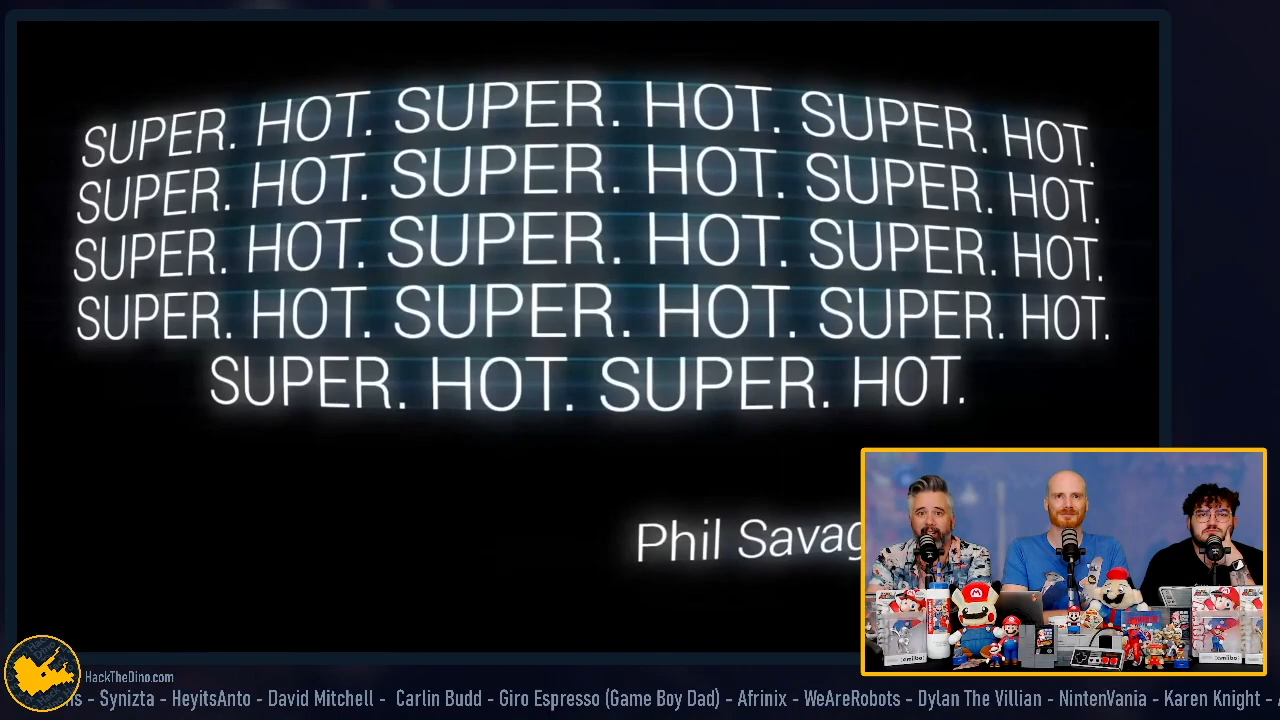 SUPER. HOT. SUPER. HOT. SUPER. HOT.
SUPER. HOT. SUPER. HOT. SUPER. HOT.
SUPER. HOT. SUPER. HOT. SUPER. HOT.
SUPER. HOT. SUPER. HOT. SUPER. HOT.
SUPER. HOT. SUPER. HOT.
Phil Savag
amiibo
amiibo
HackTheDino.com
- Synizta - HeyitsAnto - David Mitchell - Carlin Budd - Giro Espresso (Game Boy Dad) - Afrinix - WeAreRobots - Dylan The Villian - NintenVania - Karen Knight -